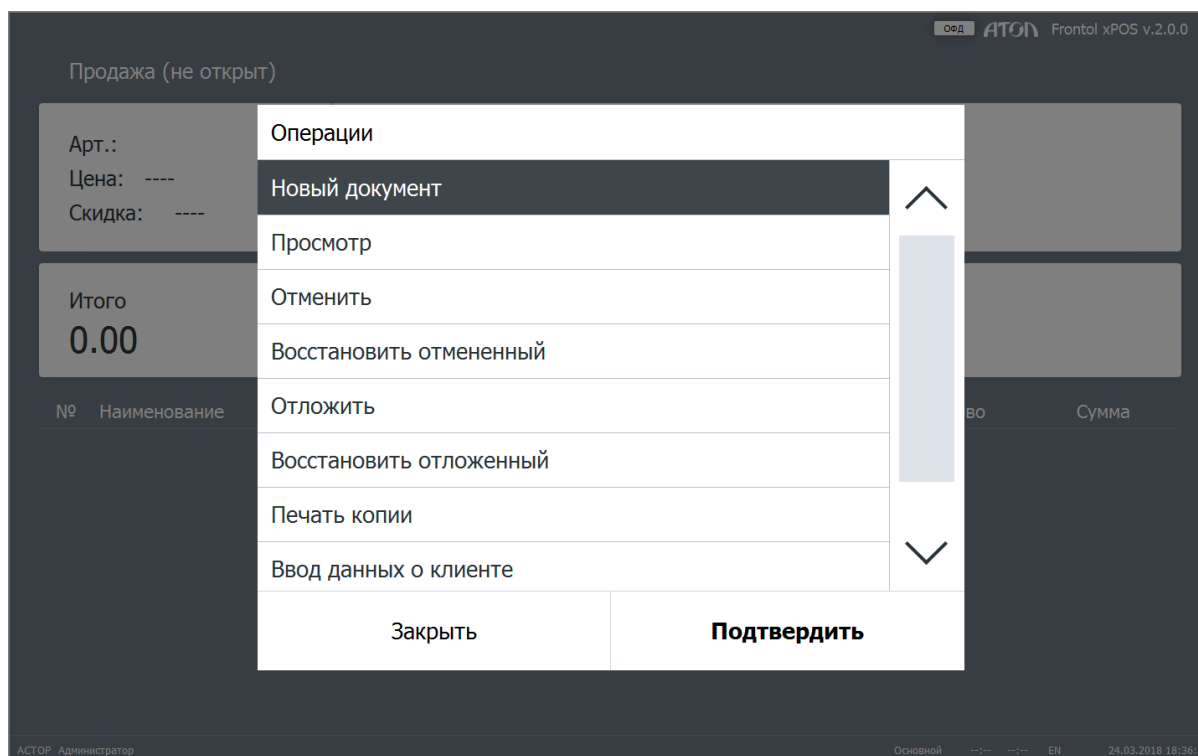 ОФД АТОЛ Frontol xPOS v.2.0.0
Продажа (не открыт)
Арт.:
Цена: ----
Скидка: ----
Итого
0.00
№ Наименование во Сумма
Операции
Новый документ
Просмотр
Отменить
Восстановить отмененный
Отложить
Восстановить отложенный
Печать копии
Ввод данных о клиенте
Закрыть Подтвердить
АСТОР Администратор Основной --:-- --:-- EN 24.03.2018 18:36: